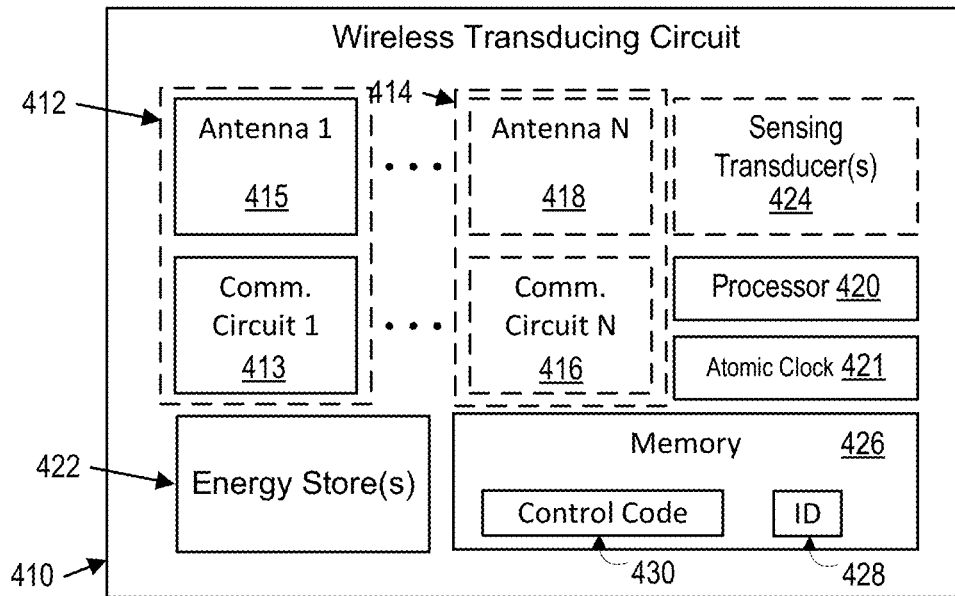 Wireless Transducing Circuit
412
414
Antenna 1
415
Antenna N
418
Sensing
Transducer(s)
424
Comm.
Circuit 1
413
Comm.
Circuit N
416
Processor 420
Atomic Clock 421
422
Energy Store(s)
Memory 426
Control Code
ID
410
430
428